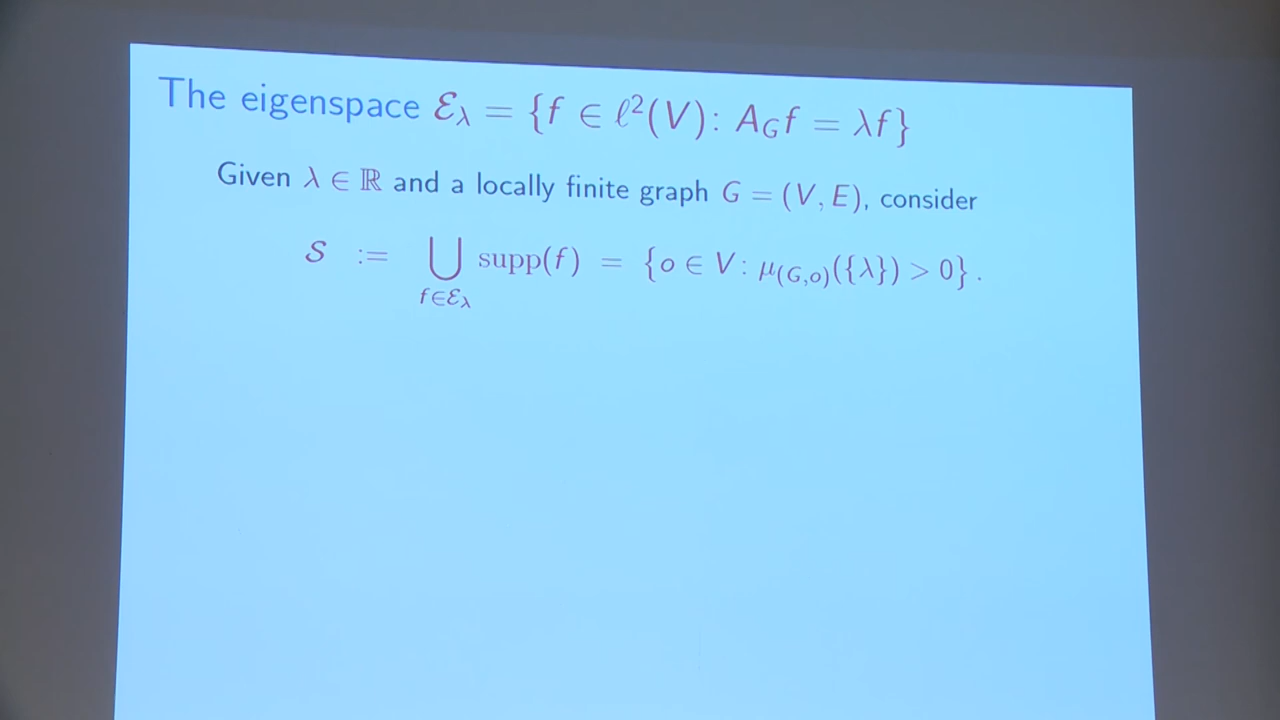 The eigenspace ℰ_λ = {f ∈ ℓ²(V): A_G f = λf}
Given λ ∈ ℝ and a locally finite graph G = (V, E), consider
𝒮 := ⋃_{f∈ℰ_λ} supp(f) = {o ∈ V: μ_{(G,o)}({λ}) > 0}.